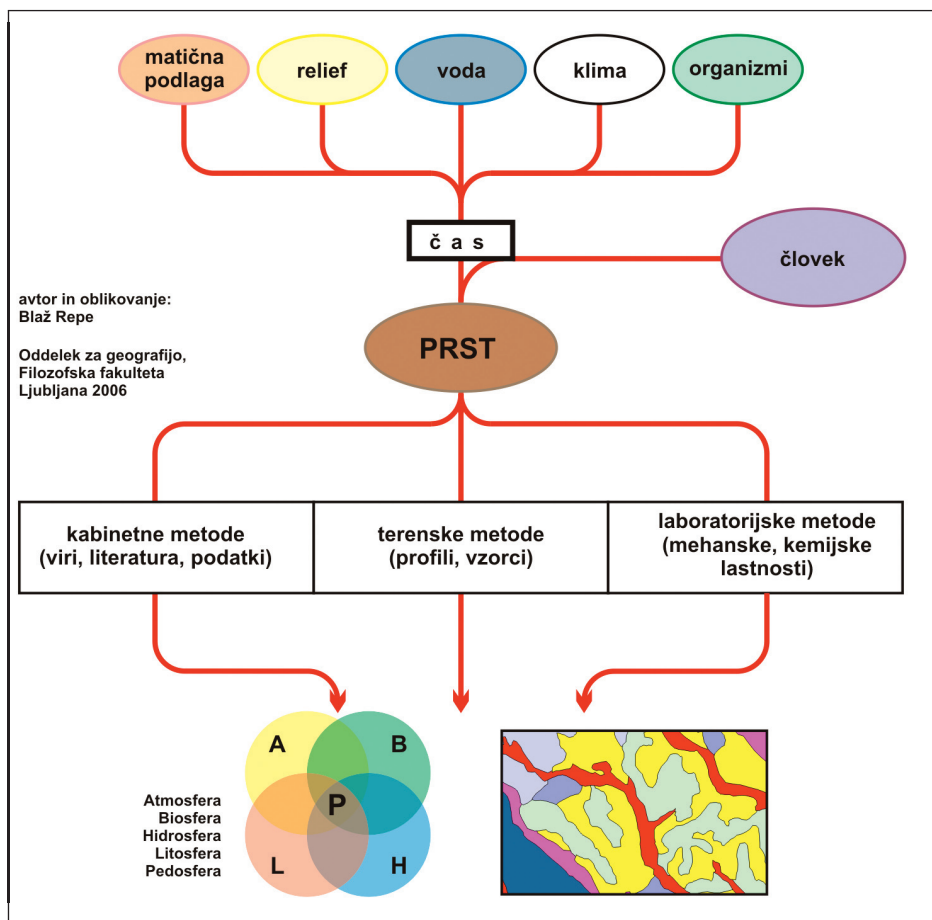 matična
podlaga
relief
voda
klima
organizmi
č a s
človek
avtor in oblikovanje:
Blaž Repe
PRST
Oddelek za geografijo,
Filozofska fakulteta
Ljubljana 2006
kabinetne metode
(viri, literatura, podatki)
terenske metode
(profili, vzorci)
laboratorijske metode
(mehanske, kemijske
lastnosti)
A
B
P
L
H
Atmosfera
Biosfera
Hidrosfera
Litosfera
Pedosfera